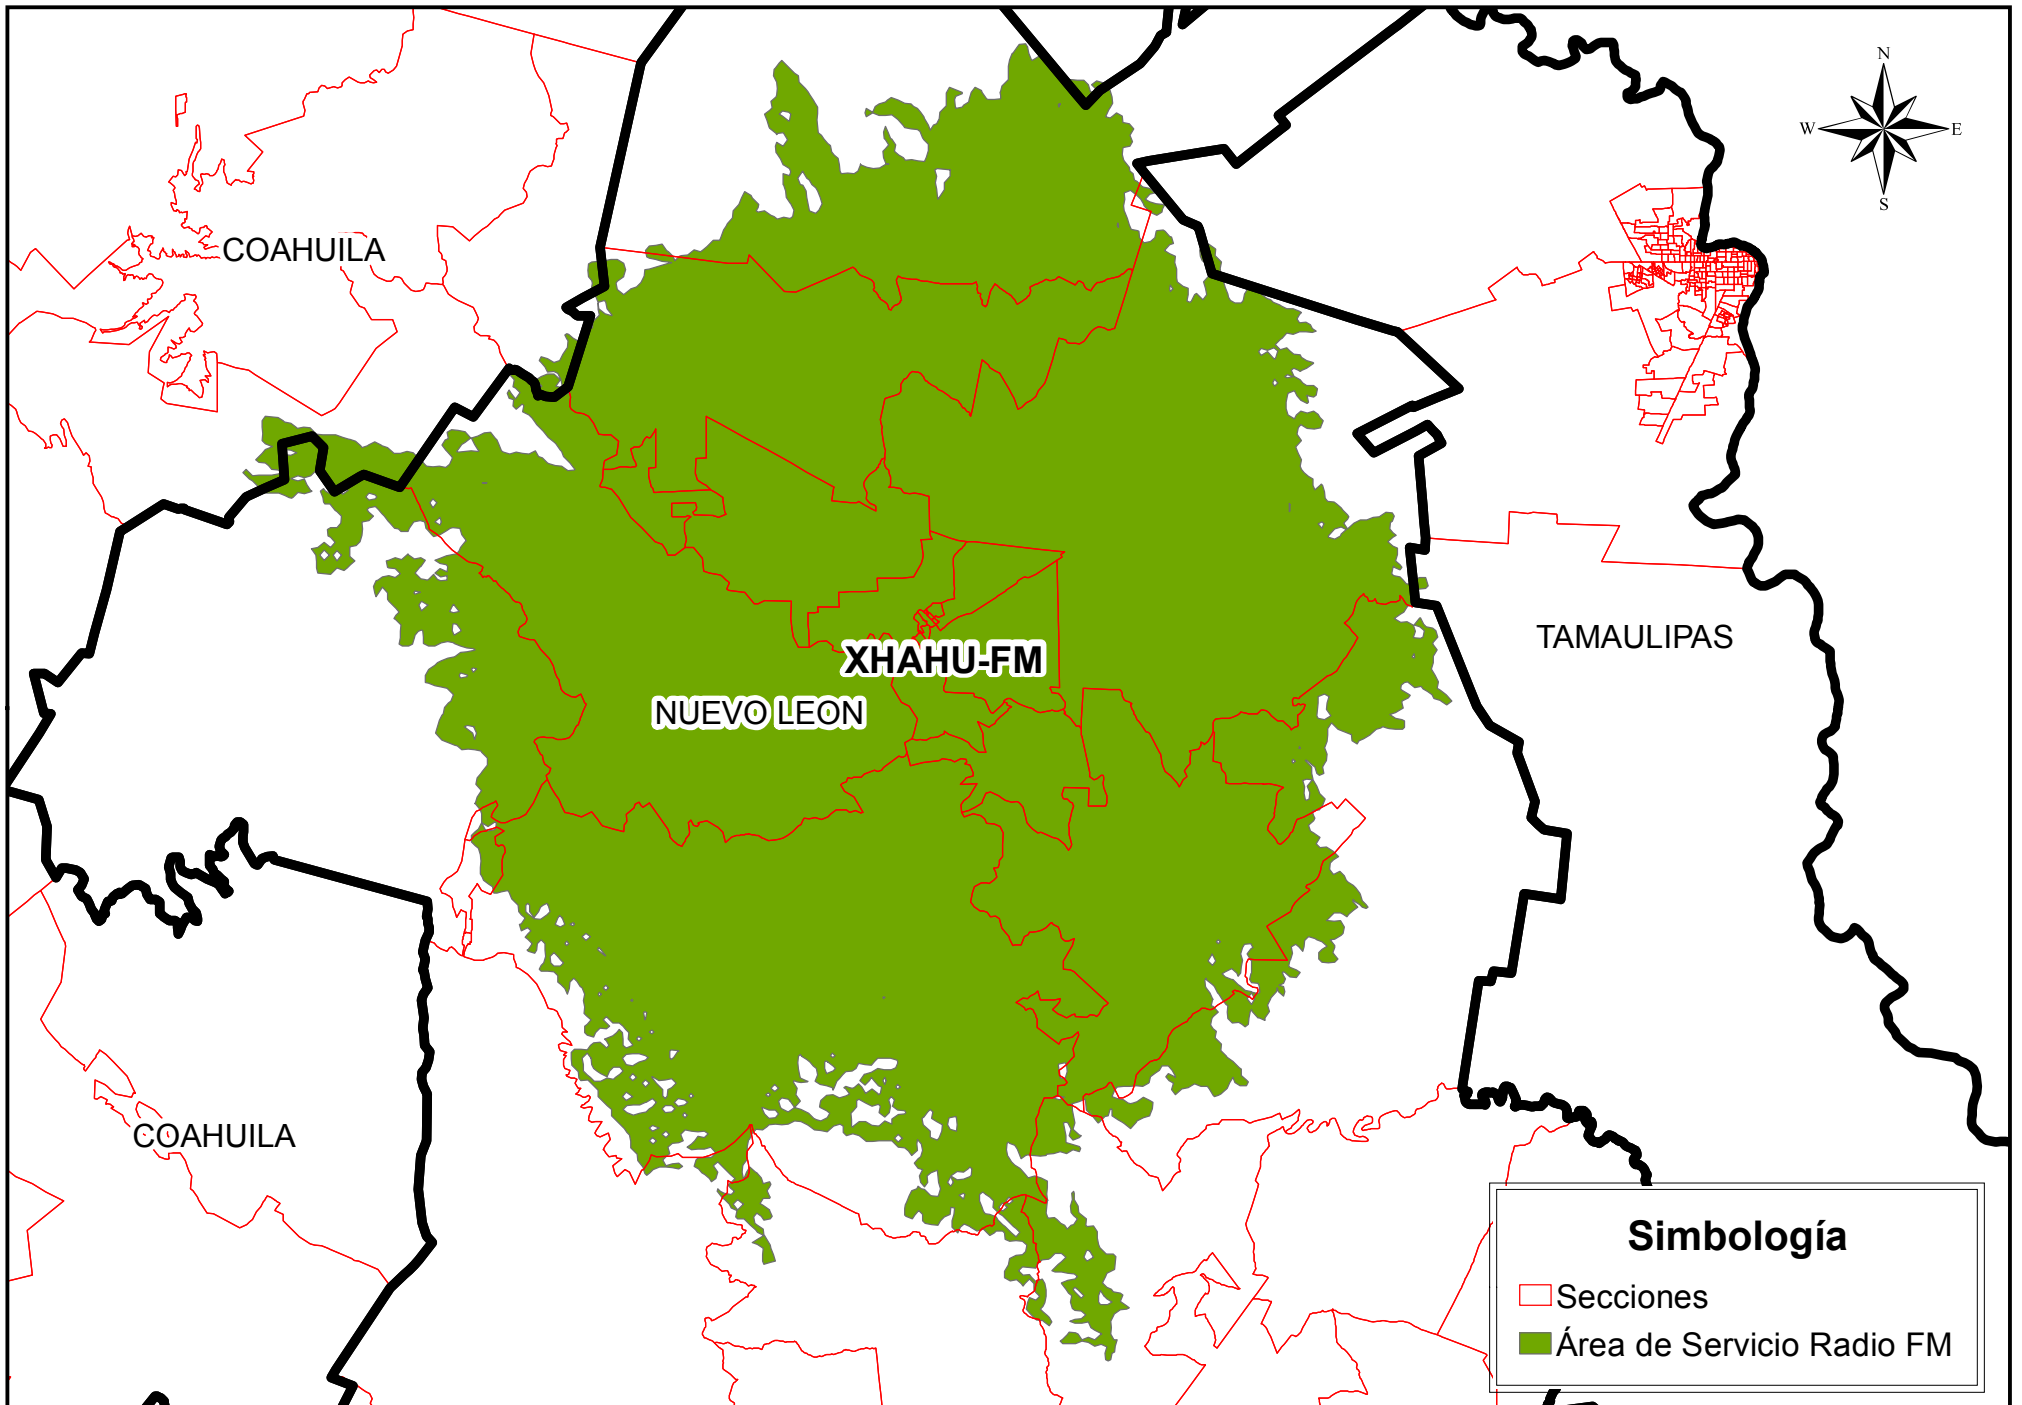 N
W E
S
COAHUILA
TAMAULIPAS
XHAHU-FM
NUEVO LEON
COAHUILA
Simbología
Secciones
Área de Servicio Radio FM